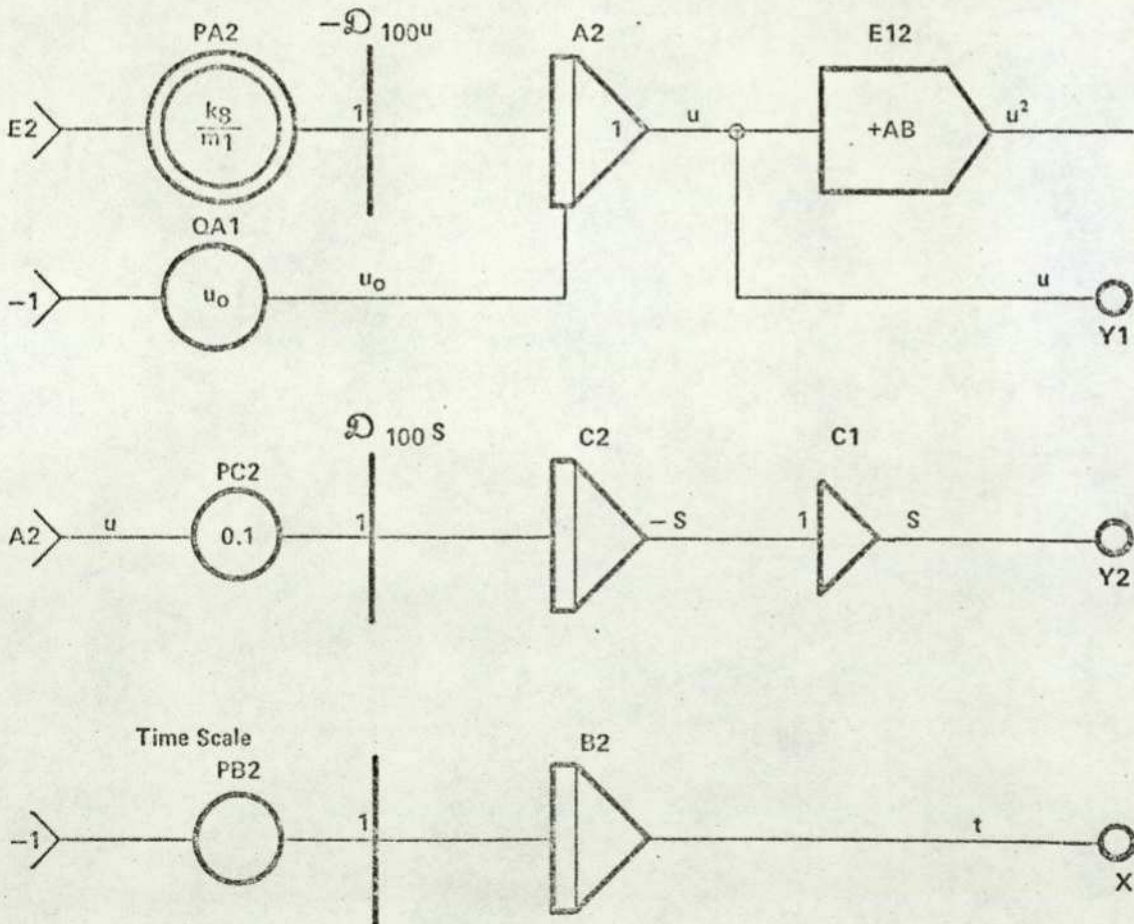 PA2
−𝒟 100u
A2
E12
E2
k8
m1
1
1
u
+AB
u²
OA1
−1
u₀
u₀
u
Y1
𝒟 100 S
C2
C1
PC2
A2
u
0.1
1
− S
1
S
Y2
Time Scale
PB2
B2
−1
1
t
X